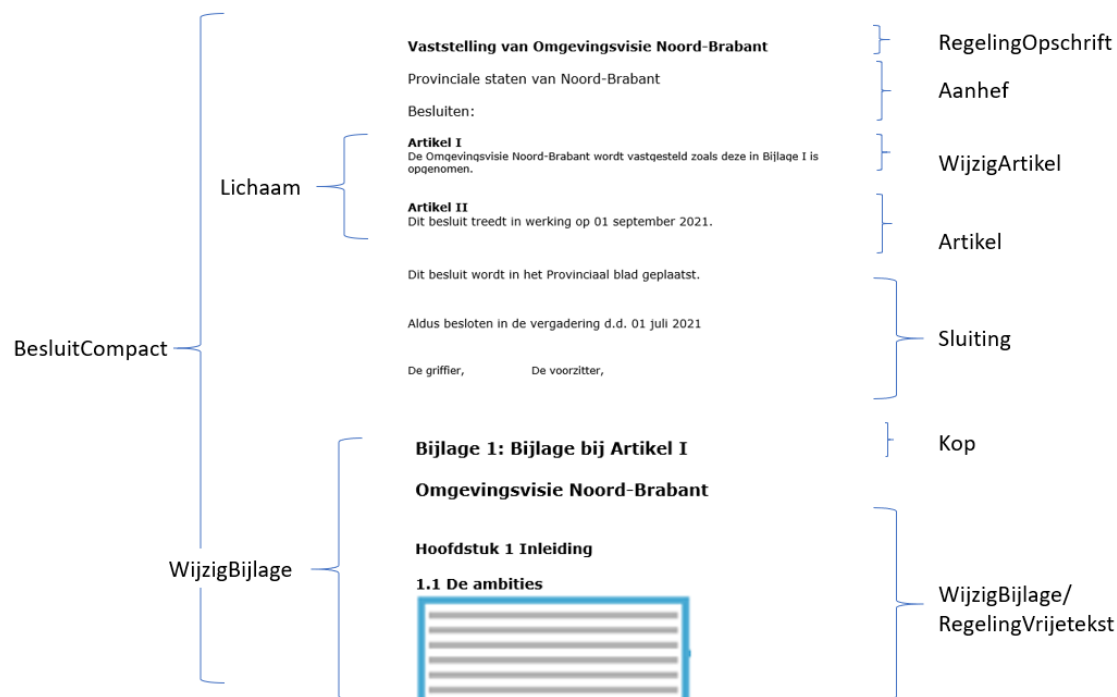 Vaststelling van Omgevingsvisie Noord-Brabant
RegelingOpschrift
Provinciale staten van Noord-Brabant
Aanhef
Besluiten:
Artikel I
De Omgevingsvisie Noord-Brabant wordt vastgesteld zoals deze in Bijlage I is
opgenomen.
WijzigArtikel
Lichaam
Artikel II
Dit besluit treedt in werking op 01 september 2021.
Artikel
Dit besluit wordt in het Provinciaal blad geplaatst.
Aldus besloten in de vergadering d.d. 01 juli 2021
Sluiting
BesluitCompact
De griffier, De voorzitter,
Bijlage 1: Bijlage bij Artikel I
Kop
Omgevingsvisie Noord-Brabant
Hoofdstuk 1 Inleiding
WijzigBijlage
1.1 De ambities
WijzigBijlage/
RegelingVrijetekst